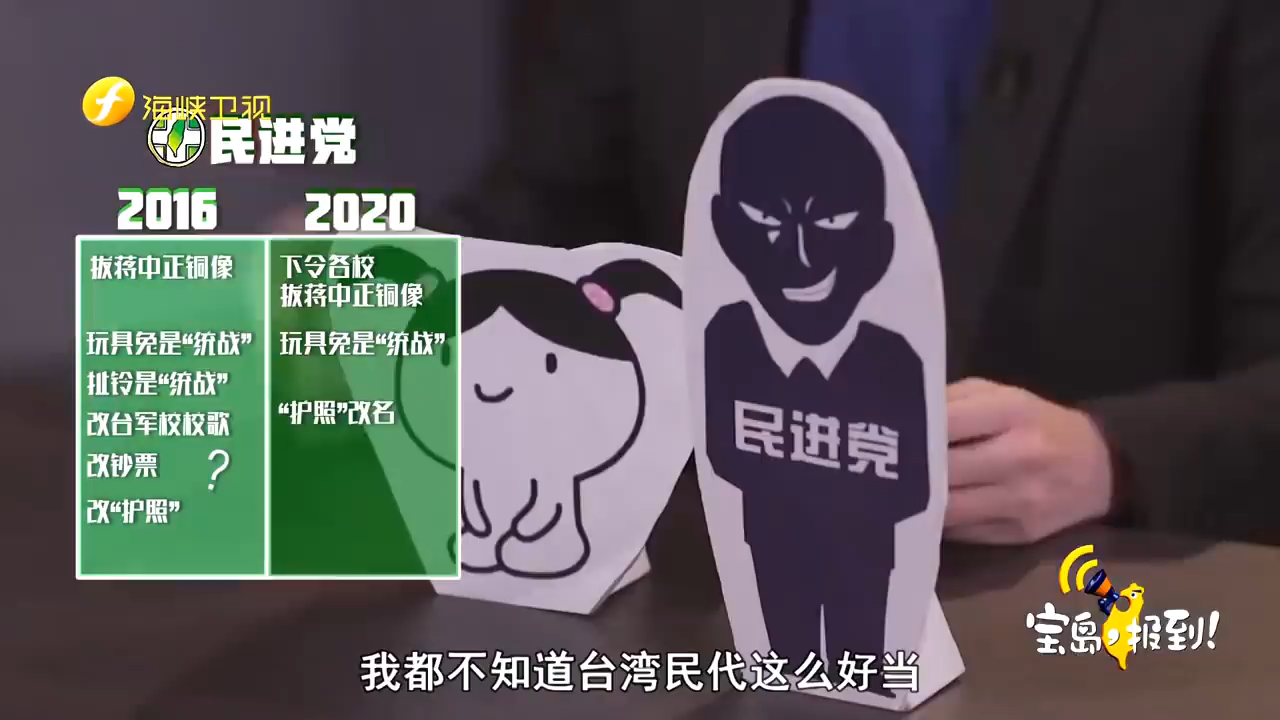 海峡卫视
民进党
2016
2020
拔蒋中正铜像
下令各校
拔蒋中正铜像
玩具兔是“统战”
玩具兔是“统战”
扯铃是“统战”
改台军校校歌
“护照”改名
改钞票 ?
改“护照”
民进党
宝岛,报到!
我都不知道台湾民代这么好当